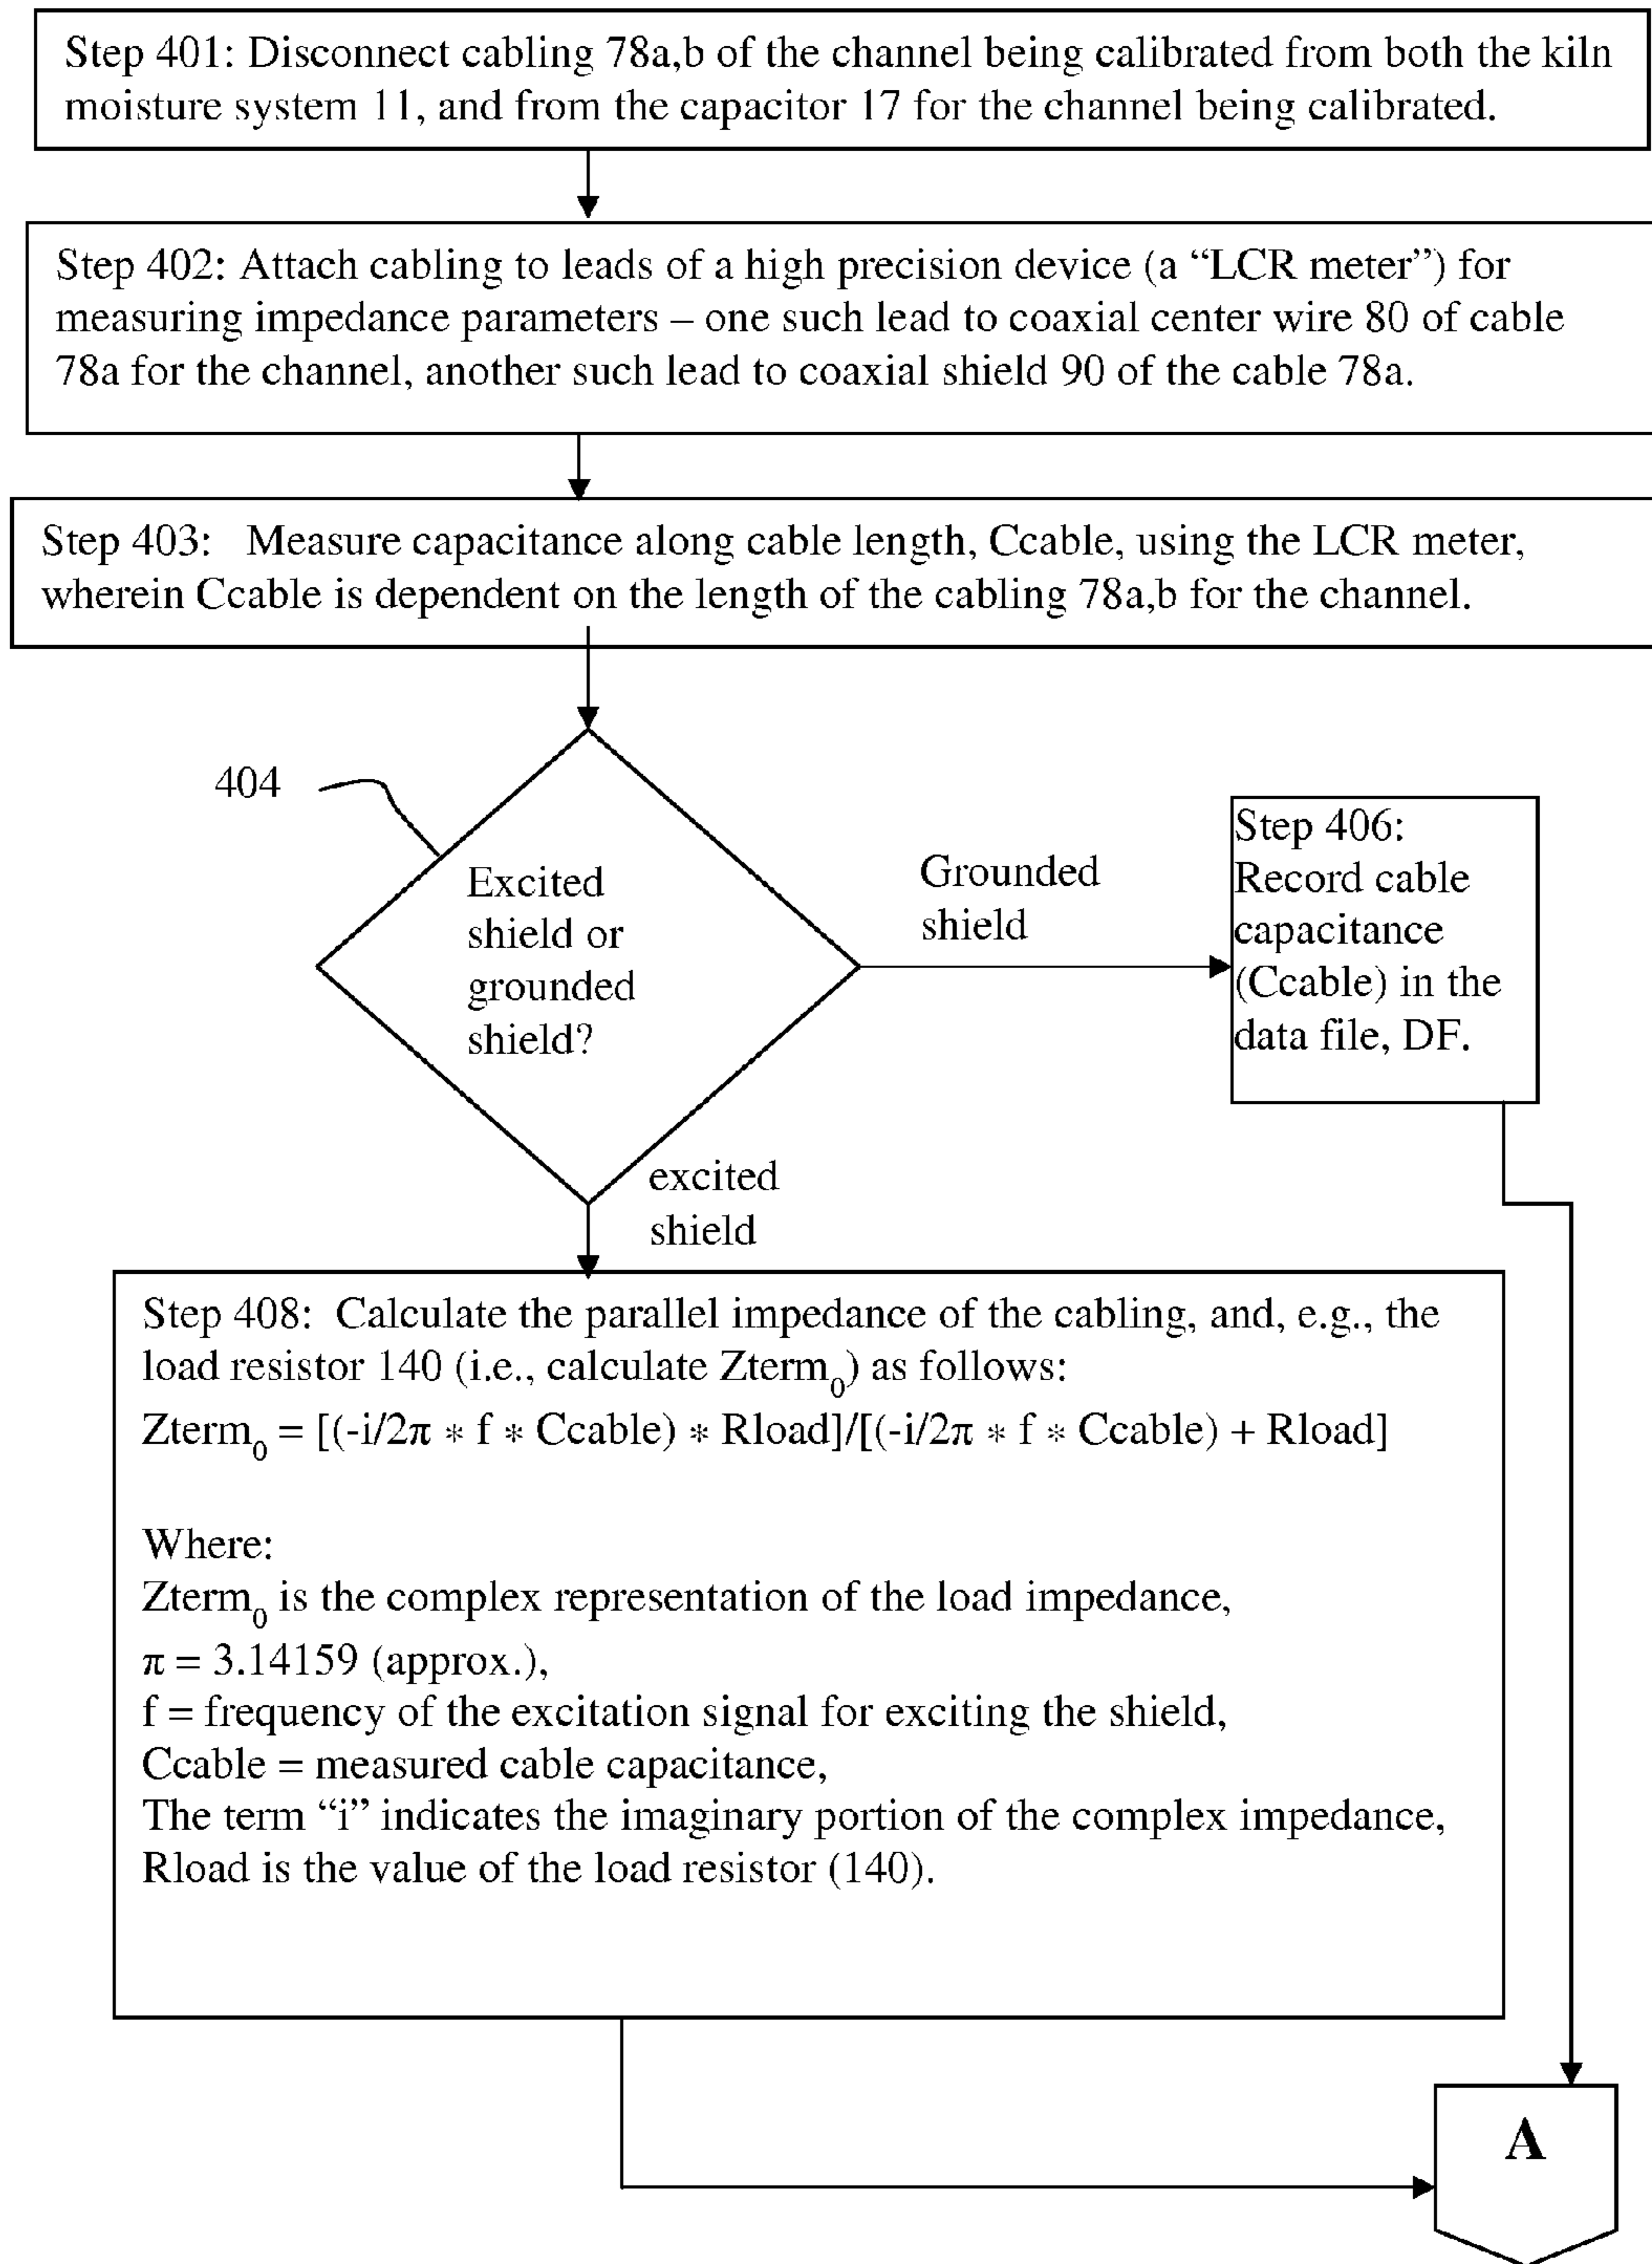 Step 401: Disconnect cabling 78a,b of the channel being calibrated from both the kiln
moisture system 11, and from the capacitor 17 for the channel being calibrated.
Step 402: Attach cabling to leads of a high precision device (a “LCR meter”) for
measuring impedance parameters – one such lead to coaxial center wire 80 of cable
78a for the channel, another such lead to coaxial shield 90 of the cable 78a.
Step 403: Measure capacitance along cable length, Ccable, using the LCR meter,
wherein Ccable is dependent on the length of the cabling 78a,b for the channel.
404
Excited
shield or
grounded
shield?
Grounded
shield
Step 406:
Record cable
capacitance
(Ccable) in the
data file, DF.
excited
shield
Step 408: Calculate the parallel impedance of the cabling, and, e.g., the
load resistor 140 (i.e., calculate Zterm₀) as follows:
Zterm₀ = [(-i/2π * f * Ccable) * Rload]/[(-i/2π * f * Ccable) + Rload]
Where:
Zterm₀ is the complex representation of the load impedance,
π = 3.14159 (approx.),
f = frequency of the excitation signal for exciting the shield,
Ccable = measured cable capacitance,
The term “i” indicates the imaginary portion of the complex impedance,
Rload is the value of the load resistor (140).
A